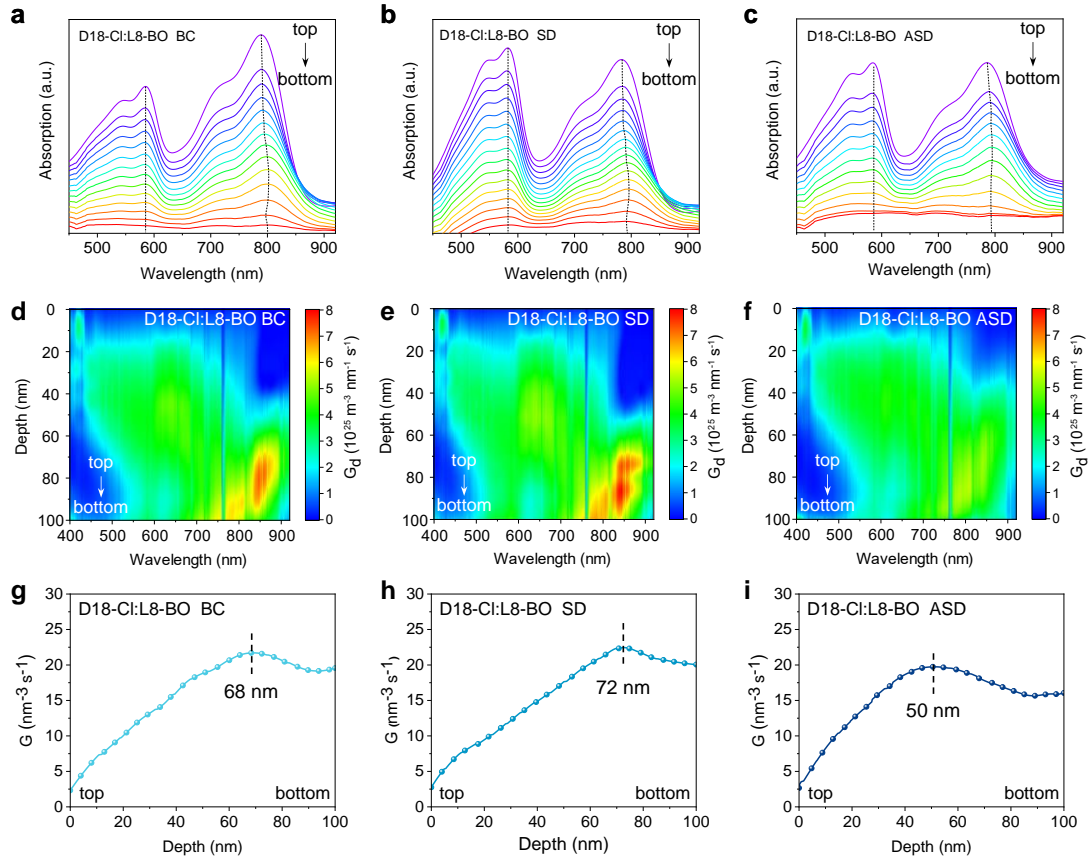 a
D18-Cl:L8-BO BC
top
bottom
Absorption (a.u.)
500 600 700 800 900
Wavelength (nm)
b
D18-Cl:L8-BO SD
top
bottom
Absorption (a.u.)
500 600 700 800 900
Wavelength (nm)
c
D18-Cl:L8-BO ASD
top
bottom
Absorption (a.u.)
500 600 700 800 900
Wavelength (nm)
d
D18-Cl:L8-BO BC
0
20
40
60
80
100
Depth (nm)
top
bottom
400 500 600 700 800 900
Wavelength (nm)
8
7
6
5
4
3
2
1
0
G_d (10²⁵ m⁻³ nm⁻¹ s⁻¹)
e
D18-Cl:L8-BO SD
0
20
40
60
80
100
Depth (nm)
top
bottom
400 500 600 700 800 900
Wavelength (nm)
8
7
6
5
4
3
2
1
0
G_d (10²⁵ m⁻³ nm⁻¹ s⁻¹)
f
D18-Cl:L8-BO ASD
0
20
40
60
80
100
Depth (nm)
top
bottom
400 500 600 700 800 900
Wavelength (nm)
8
7
6
5
4
3
2
1
0
G_d (10²⁵ m⁻³ nm⁻¹ s⁻¹)
g
D18-Cl:L8-BO BC
30
25
20
15
10
5
0
G (nm⁻³ s⁻¹)
68 nm
top bottom
0 20 40 60 80 100
Depth (nm)
h
D18-Cl:L8-BO SD
30
25
20
15
10
5
0
G (nm⁻³ s⁻¹)
72 nm
top bottom
0 20 40 60 80 100
Depth (nm)
i
D18-Cl:L8-BO ASD
30
25
20
15
10
5
0
G (nm⁻³ s⁻¹)
50 nm
top bottom
0 20 40 60 80 100
Depth (nm)